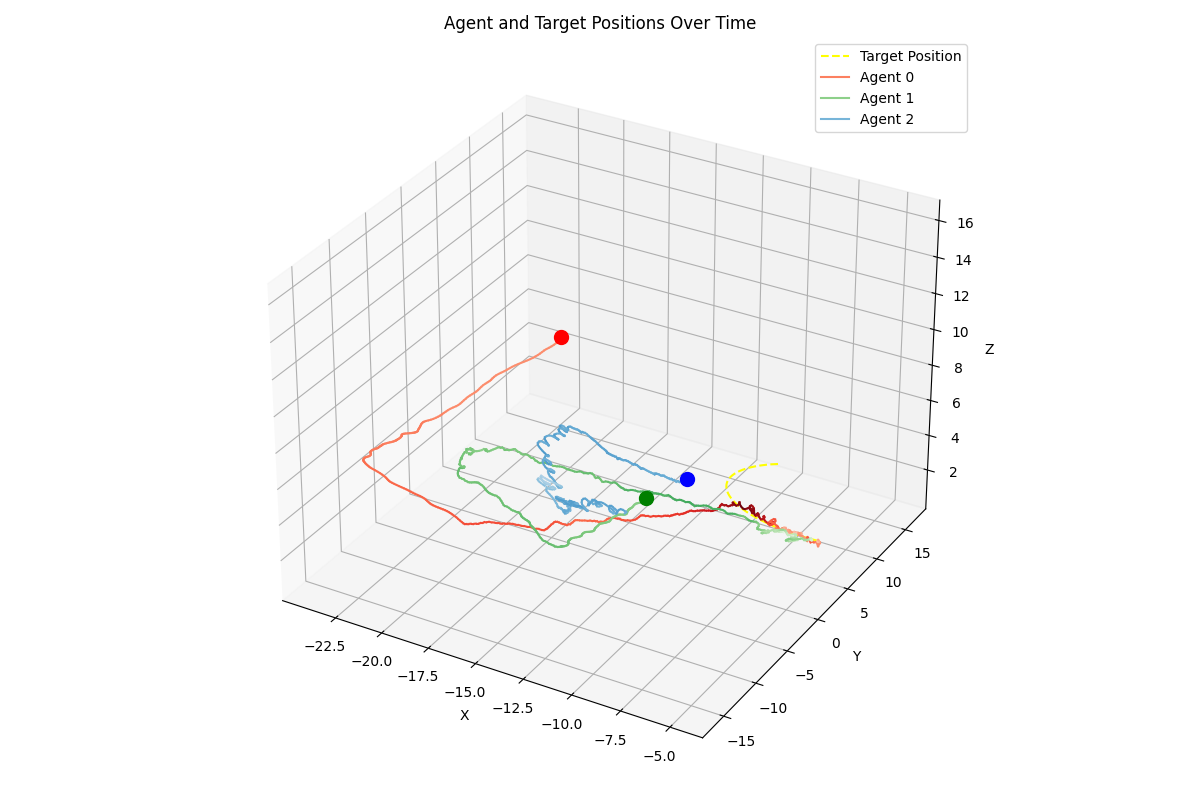 Agent and Target Positions Over Time
Target Position
Agent 0
Agent 1
Agent 2
16
14
12
10
8
6
4
2
Z
15
10
5
0
−5
−10
−15
Y
−22.5
−20.0
−17.5
−15.0
−12.5
−10.0
−7.5
−5.0
X